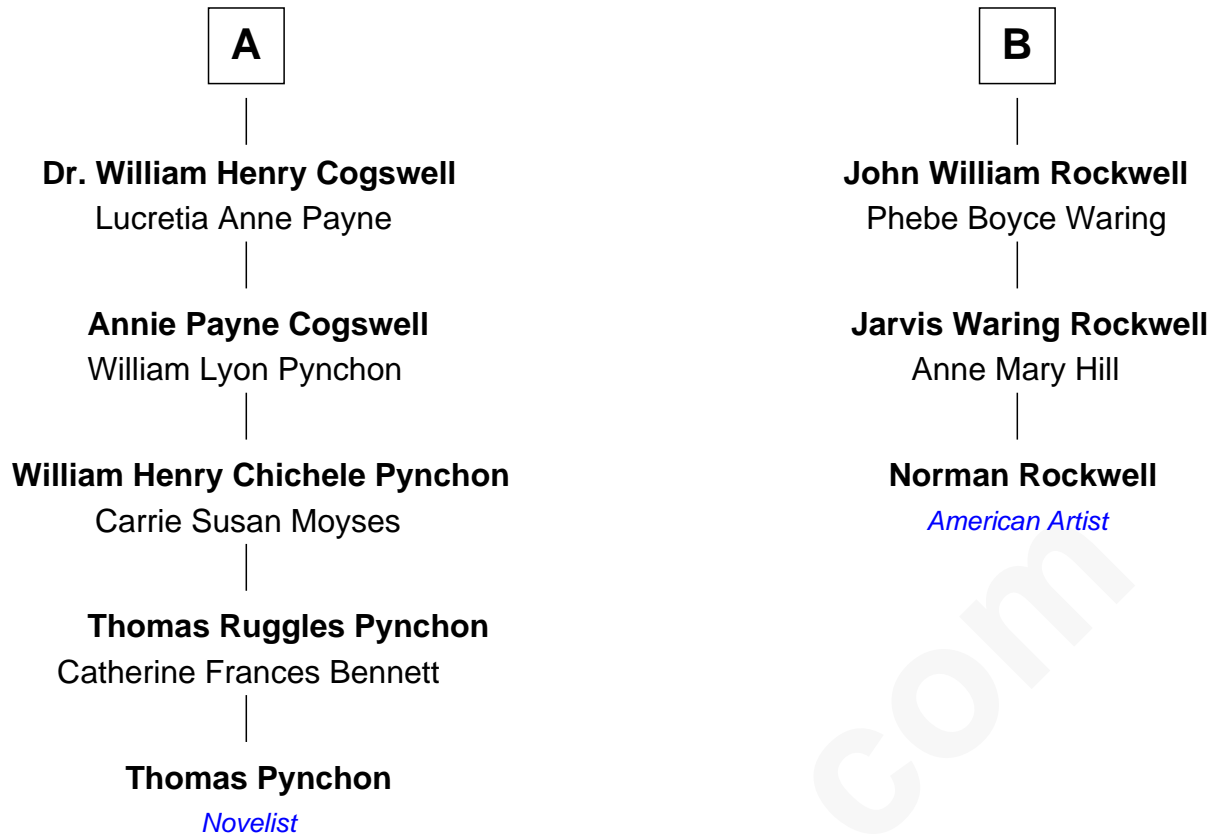 A
Dr. William Henry Cogswell
Lucretia Anne Payne
Annie Payne Cogswell
William Lyon Pynchon
William Henry Chichele Pynchon
Carrie Susan Moyses
Thomas Ruggles Pynchon
Catherine Frances Bennett
Thomas Pynchon
Novelist
B
John William Rockwell
Phebe Boyce Waring
Jarvis Waring Rockwell
Anne Mary Hill
Norman Rockwell
American Artist
com